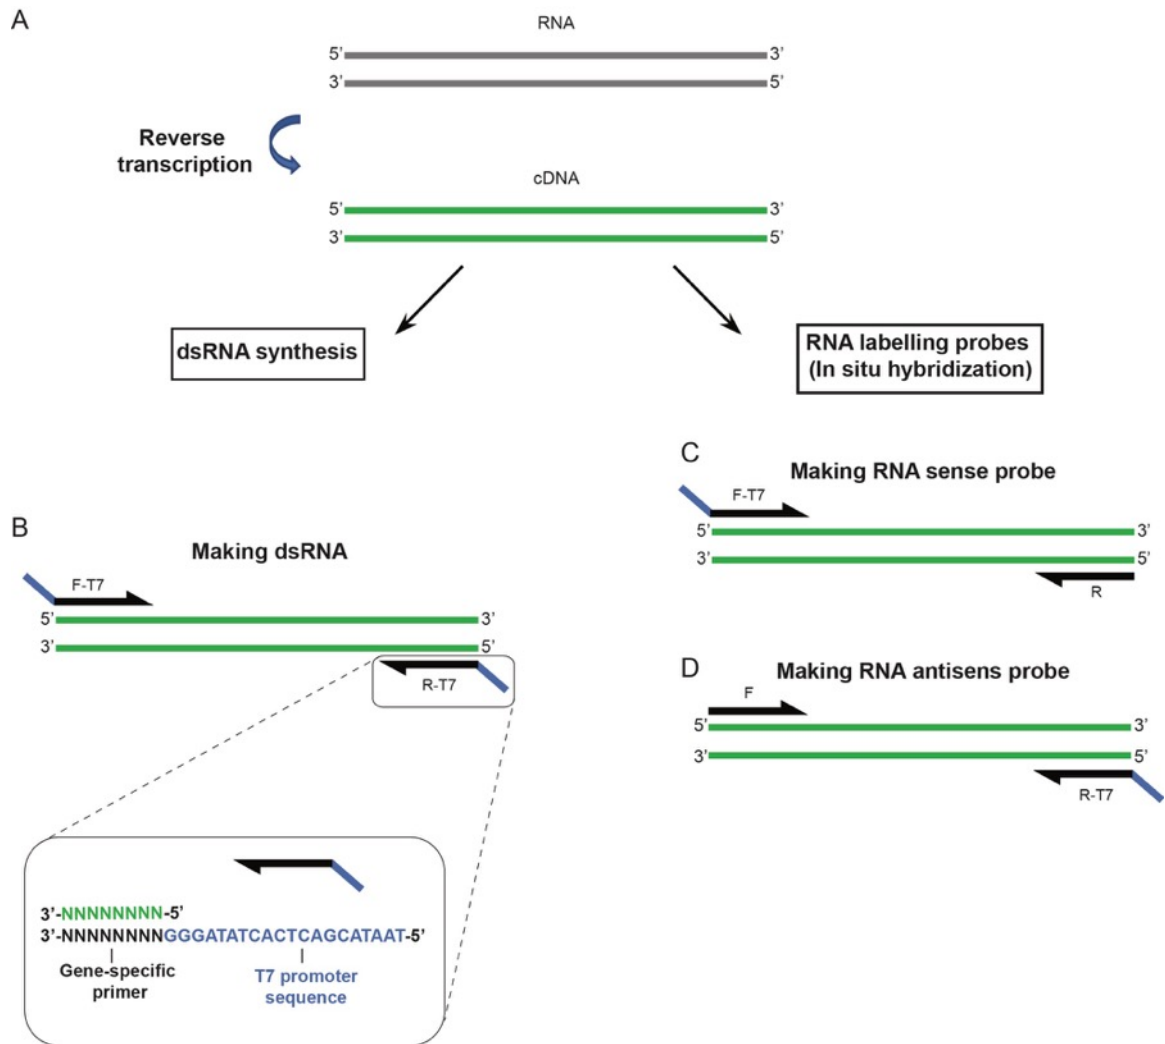 A
RNA
5’ 3’
3’ 5’
Reverse
transcription
cDNA
5’ 3’
3’ 5’
dsRNA synthesis
RNA labelling probes
(In situ hybridization)
B
Making dsRNA
F-T7
5’ 3’
3’ 5’
R-T7
3’-NNNNNNNN-5’
3’-NNNNNNNNGGGATATCACTCAGCATAAT-5’
Gene-specific
primer
T7 promoter
sequence
C
Making RNA sense probe
F-T7
5’ 3’
3’ 5’
R
D
Making RNA antisens probe
F
5’ 3’
3’ 5’
R-T7